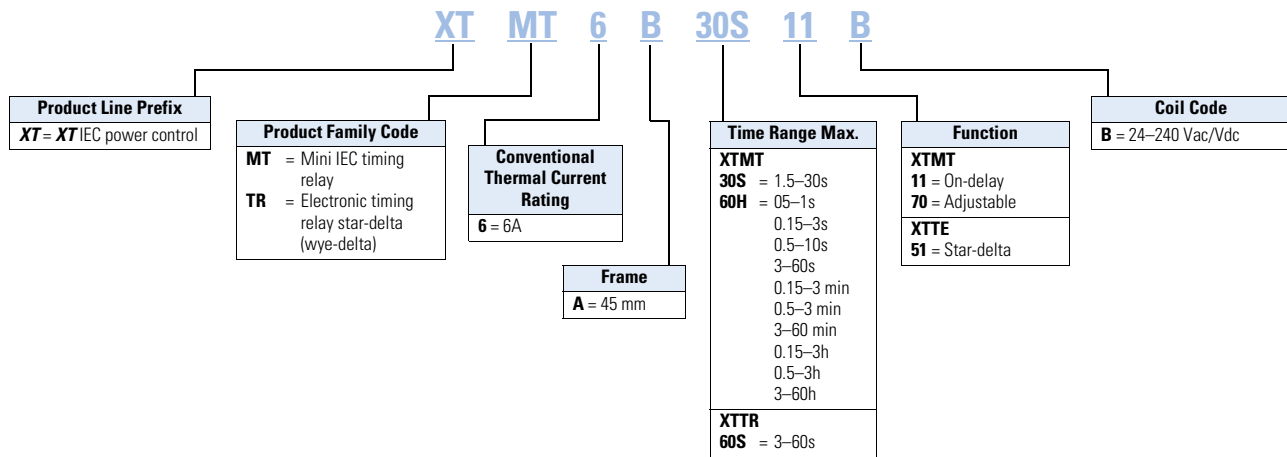 XT MT 6 B 30S 11 B
Product Line Prefix
XT = XT IEC power control
Product Family Code
MT = Mini IEC timing
relay
TR = Electronic timing
relay star-delta
(wye-delta)
Conventional
Thermal Current
Rating
6 = 6A
Frame
A = 45 mm
Time Range Max.
XTMT
30S = 1.5–30s
60H = 05–1s
0.15–3s
0.5–10s
3–60s
0.15–3 min
0.5–3 min
3–60 min
0.15–3h
0.5–3h
3–60h
XTTR
60S = 3–60s
Function
XTMT
11 = On-delay
70 = Adjustable
XTTE
51 = Star-delta
Coil Code
B = 24–240 Vac/Vdc